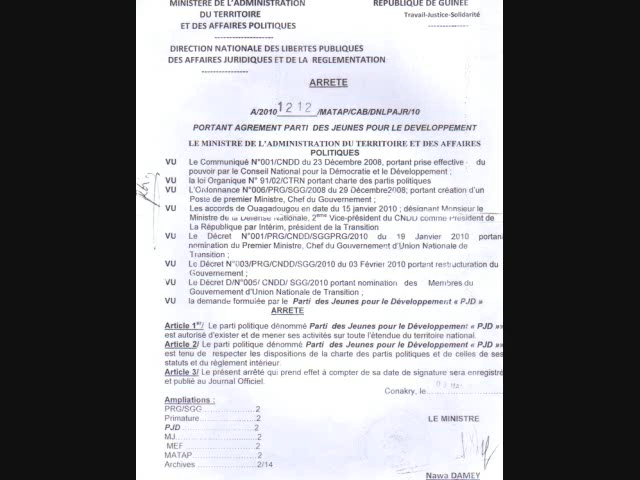 MINISTERE DE L'ADMINISTRATION
DU TERRITOIRE
ET DES AFFAIRES POLITIQUES
REPUBLIQUE DE GUINEE
Travail-Justice-Solidarité
DIRECTION NATIONALE DES LIBERTES PUBLIQUES
DES AFFAIRES JURIDIQUES ET DE LA REGLEMENTATION
ARRETE
A/2010 1212 /MATAP/CAB/DNLPAJR/10
PORTANT AGREMENT PARTI DES JEUNES POUR LE DEVELOPPEMENT
LE MINISTRE DE L'ADMINISTRATION DU TERRITOIRE ET DES AFFAIRES
POLITIQUES
VU Le Communiqué N°001/CNDD du 23 Décembre 2008, portant prise effective du
pouvoir par le Conseil National pour la Démocratie et le Développement ;
VU la loi Organique N° 91/02/CTRN portant charte des partis politiques
VU L'Ordonnance N°006/PRG/SGG/2008 du 29 Décembre2008; portant création d'un
Poste de premier Ministre, Chef du Gouvernement ;
VU Les accords de Ouagadougou en date du 15 janvier 2010 ; désignant Monsieur le
Ministre de la Défense Nationale, 2ème Vice-président du CNDD comme Président de
La République par Intérim, président de la Transition
VU Le Décret N°001/PRG/CNDD/SGGPRG/2010 du 19 Janvier 2010 portant
nomination du Premier Ministre, Chef du Gouvernement d'Union Nationale de
Transition ;
VU Le Décret N°003/PRG/CNDD/SGG/2010 du 03 Février 2010 portant restructuration du
Gouvernement ;
VU Le Décret D/N°005/ CNDD/ SGG/2010 portant nomination des Membres du
Gouvernement d'Union Nationale de Transition ;
VU la demande formulée par le Parti des Jeunes pour le Développement « PJD »
ARRETE
Article 1er/ Le parti politique dénommé Parti des Jeunes pour le Développement « PJD »»
est autorisé d'exister et de mener ses activités sur toute l'étendue du territoire national.
Article 2/ Le parti politique dénommé Parti des Jeunes pour le Développement « PJD »
est tenu de respecter les dispositions de la charte des partis politiques et de celles de ses
statuts et du règlement intérieur.
Article 3/ Le présent arrêté qui prend effet à compter de sa date de signature sera enregistré
et publié au Journal Officiel.
Conakry, le
Ampliations :
PRG/SGG 2
Primature 2
PJD 2
MJ 2
MEF 2
MATAP 2
Archives 2/14
LE MINISTRE
Nawa DAMEY